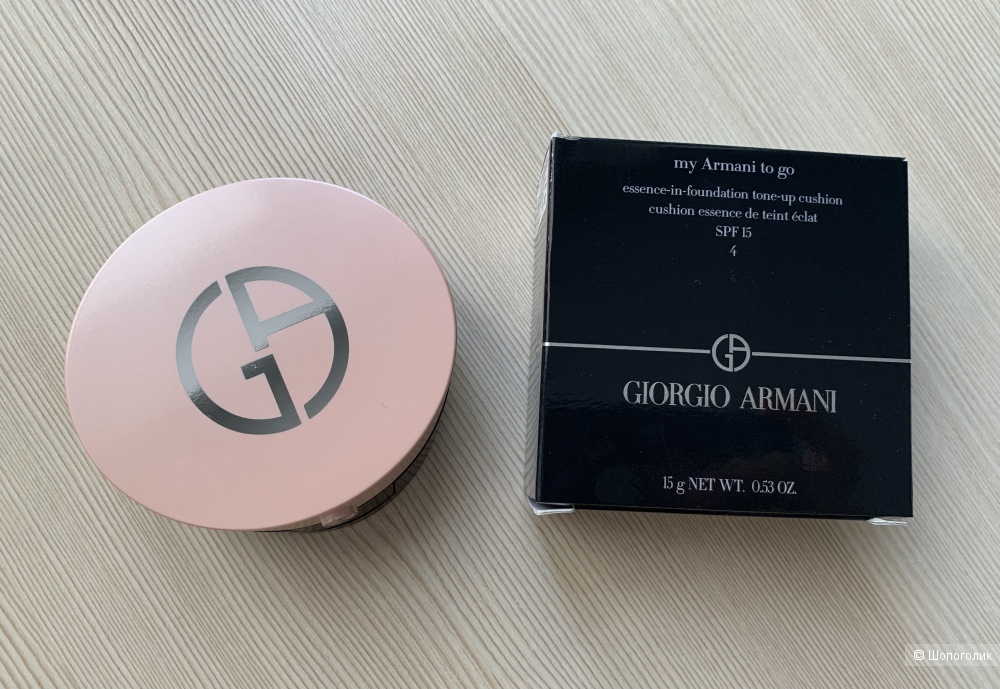 my Armani to go
essence-in-foundation tone-up cushion
cushion essence de teint éclat
SPF 15
4
GIORGIO ARMANI
15 g NET WT. 0.53 OZ.
© Шопоголик